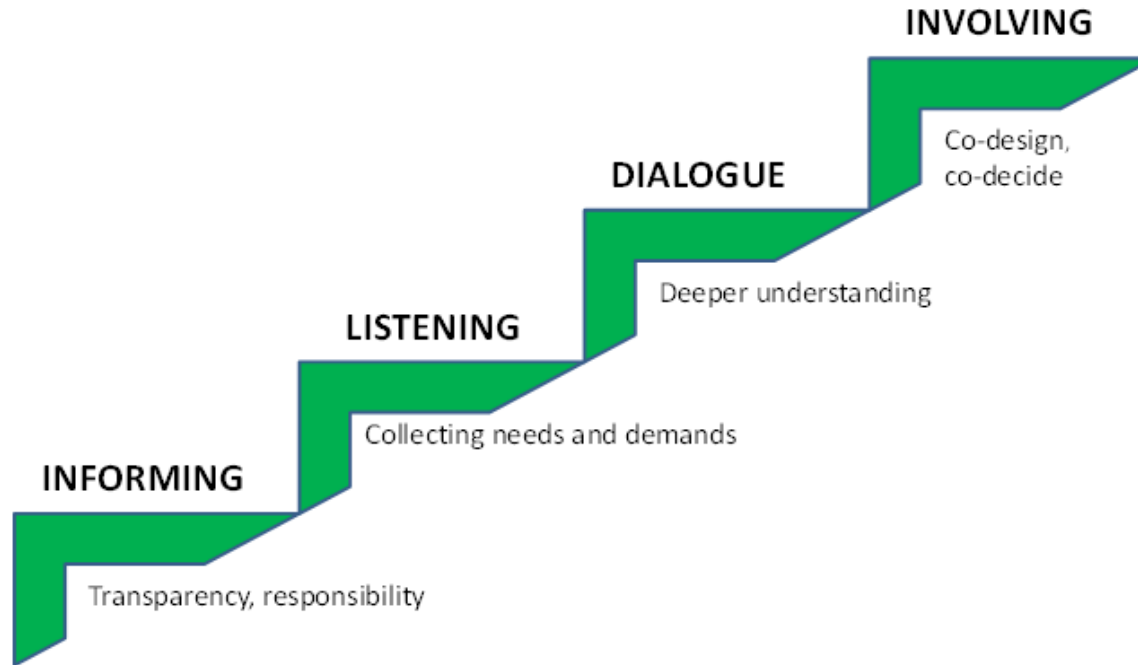 INVOLVING
Co-design,
co-decide
DIALOGUE
Deeper understanding
LISTENING
Collecting needs and demands
INFORMING
Transparency, responsibility